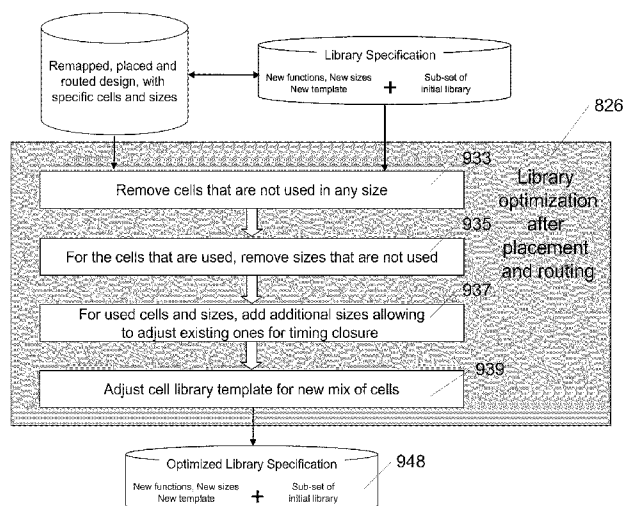 Remapped, placed and
routed design, with
specific cells and sizes
Library Specification
New functions, New sizes
New template
+
Sub-set of
initial library
826
Library
optimization
after
placement
and routing
933
Remove cells that are not used in any size
935
For the cells that are used, remove sizes that are not used
937
For used cells and sizes, add additional sizes allowing
to adjust existing ones for timing closure
939
Adjust cell library template for new mix of cells
Optimized Library Specification
948
New functions, New sizes
New template
+
Sub-set of
initial library